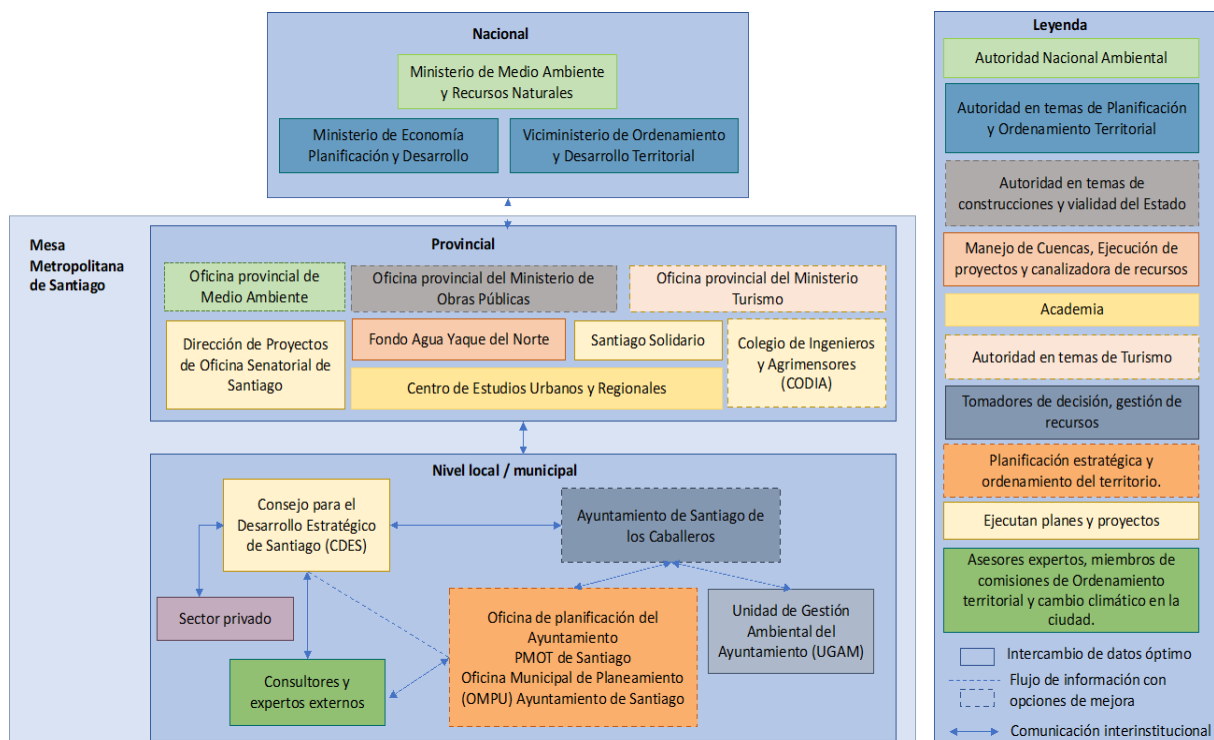 Nacional
Ministerio de Medio Ambiente
y Recursos Naturales
Ministerio de Economía
Planificación y Desarrollo
Viciministerio de Ordenamiento
y Desarrollo Territorial
Mesa
Metropolitana
de Santiago
Provincial
Oficina provincial de
Medio Ambiente
Oficina provincial del Ministerio de
Obras Públicas
Oficina provincial del Ministerio
Turismo
Dirección de Proyectos
de Oficina Senatorial de
Santiago
Fondo Agua Yaque del Norte
Santiago Solidario
Colegio de Ingenieros
y Agrimensores
(CODIA)
Centro de Estudios Urbanos y Regionales
Nivel local / municipal
Consejo para el
Desarrollo Estratégico
de Santiago (CDES)
Ayuntamiento de Santiago de
los Caballeros
Sector privado
Consultores y
expertos externos
Oficina de planificación del
Ayuntamiento
PMOT de Santiago
Oficina Municipal de Planeamiento
(OMPU) Ayuntamiento de Santiago
Unidad de Gestión
Ambiental del
Ayuntamiento (UGAM)
Leyenda
Autoridad Nacional Ambiental
Autoridad en temas de Planificación
y Ordenamiento Territorial
Autoridad en temas de
construcciones y vialidad del Estado
Manejo de Cuencas, Ejecución de
proyectos y canalizadora de recursos
Academia
Autoridad en temas de Turismo
Tomadores de decisión, gestión de
recursos
Planificación estratégica y
ordenamiento del territorio.
Ejecutan planes y proyectos
Asesores expertos, miembros de
comisiones de Ordenamiento
territorial y cambio climático en la
ciudad.
Intercambio de datos óptimo
Flujo de información con
opciones de mejora
Comunicación interinstitucional